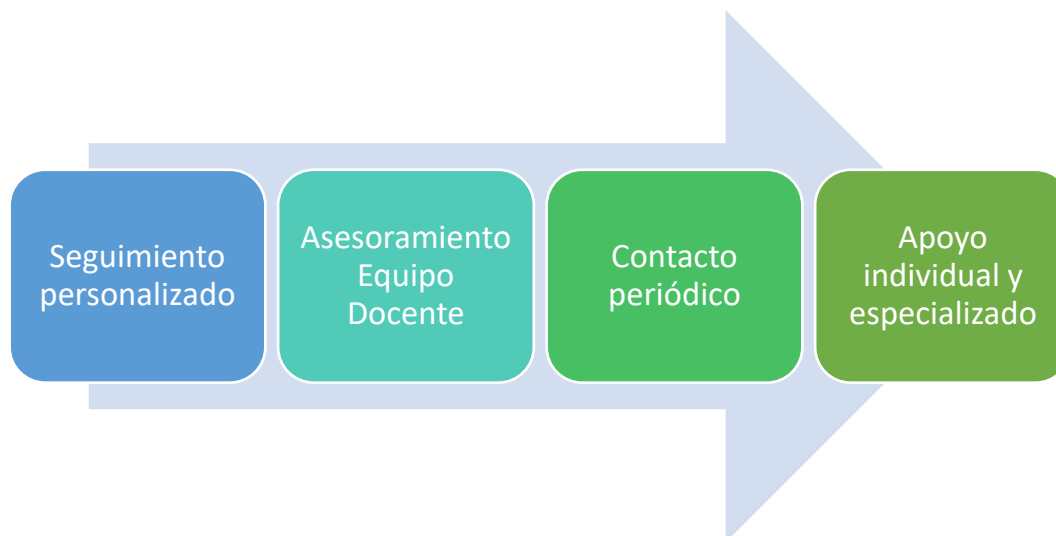 Seguimiento
personalizado
Asesoramiento
Equipo
Docente
Contacto
periódico
Apoyo
individual y
especializado